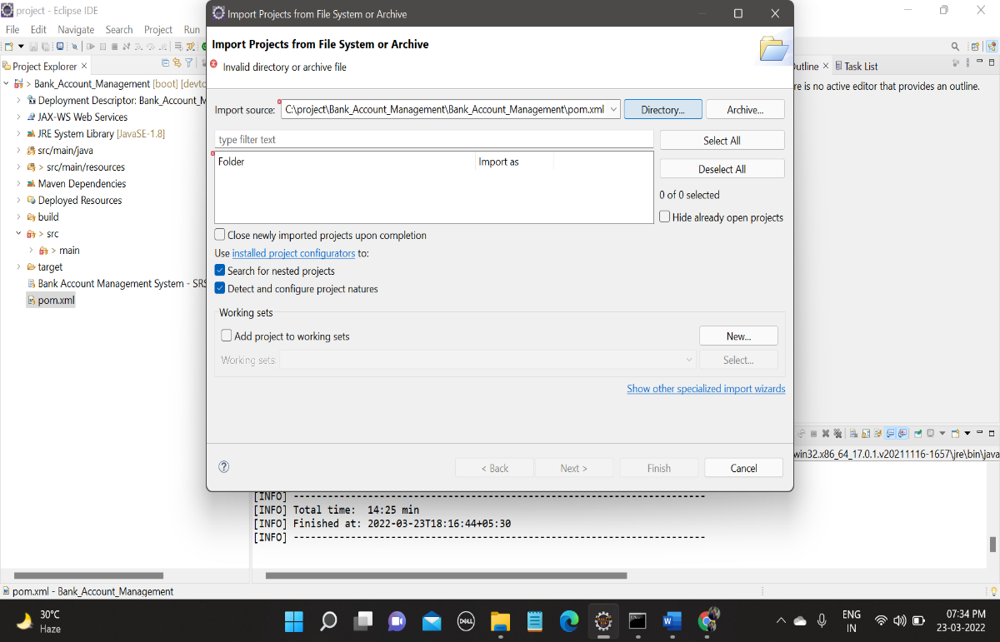 project - Eclipse IDE
File Edit Navigate Search Project Run
Project Explorer
> Bank_Account_Management [boot] [devto
Deployment Descriptor: Bank_Account_M
JAX-WS Web Services
JRE System Library [JavaSE-1.8]
src/main/java
> src/main/resources
Maven Dependencies
Deployed Resources
build
> src
> main
target
Bank Account Management System - SRS
pom.xml
Import Projects from File System or Archive
Import Projects from File System or Archive
Invalid directory or archive file
Import source: C:\project\Bank_Account_Management\Bank_Account_Management\pom.xml Directory... Archive...
type filter text Select All
Folder Import as
Deselect All
0 of 0 selected
Hide already open projects
Close newly imported projects upon completion
Use installed project configurators to:
Search for nested projects
Detect and configure project natures
Working sets
Add project to working sets New...
Working sets: Select...
Show other specialized import wizards
< Back Next > Finish Cancel
utline Task List
re is no active editor that provides an outline.
win32.x86_64_17.0.1.v20211116-1657\jre\bin\java
[INFO] ------------------------------------------------------------------------
[INFO] Total time:  14:25 min
[INFO] Finished at: 2022-03-23T18:16:44+05:30
[INFO] ------------------------------------------------------------------------
pom.xml - Bank_Account_Management
30°C
Haze
DELL
ENG
IN
07:34 PM
23-03-2022